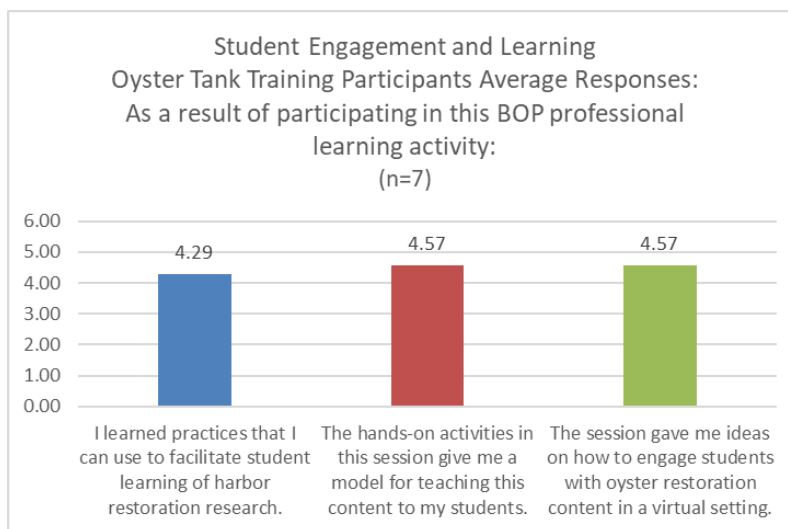 Student Engagement and Learning
Oyster Tank Training Participants Average Responses:
As a result of participating in this BOP professional
learning activity:
(n=7)
6.00
5.00
4.00
3.00
2.00
1.00
0.00
4.29
4.57
4.57
I learned practices that I
can use to facilitate student
learning of harbor
restoration research.
The hands-on activities in
this session give me a
model for teaching this
content to my students.
The session gave me ideas
on how to engage students
with oyster restoration
content in a virtual setting.